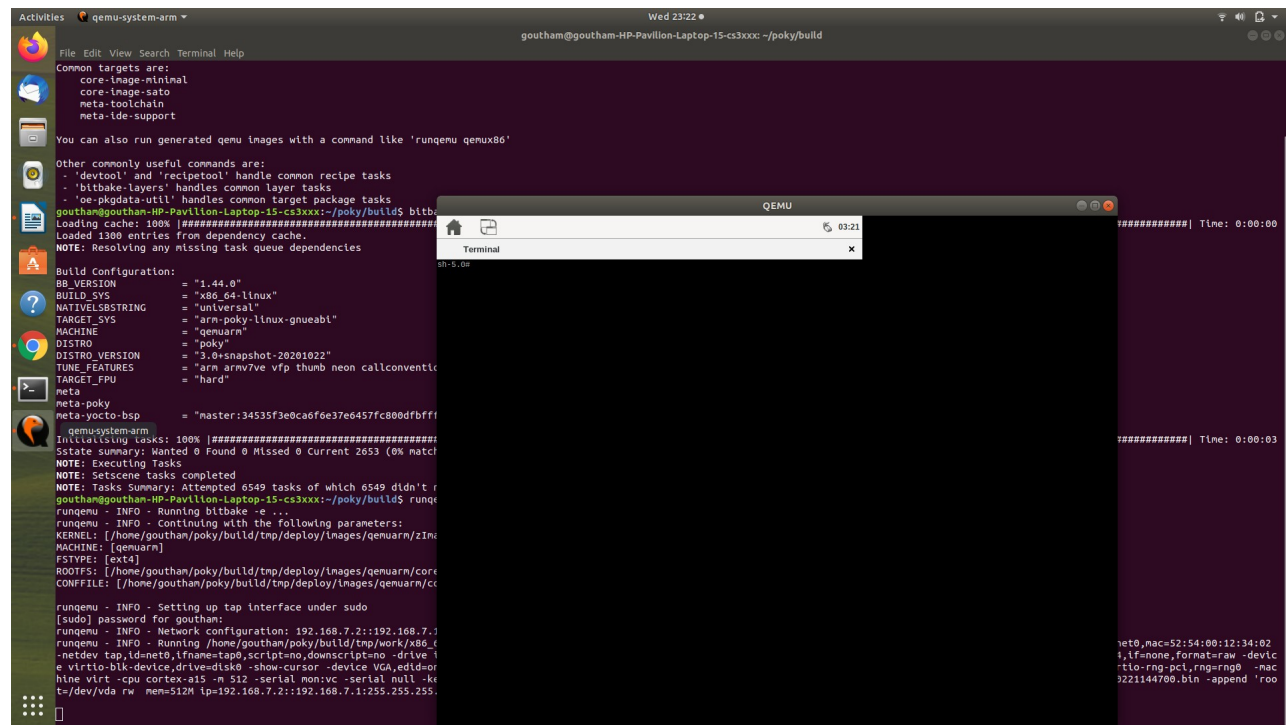 Activities qemu-system-arm Wed 23:22
goutham@goutham-HP-Pavilion-Laptop-15-cs3xxx: ~/poky/build
File Edit View Search Terminal Help
Common targets are:
core-image-minimal
core-image-sato
meta-toolchain
meta-ide-support
You can also run generated qemu images with a command like 'runqemu qemux86'
Other commonly useful commands are:
- 'devtool' and 'recipetool' handle common recipe tasks
- 'bitbake-layers' handles common layer tasks
- 'oe-pkgdata-util' handles common target package tasks
goutham@goutham-HP-Pavilion-Laptop-15-cs3xxx:~/poky/build$ bitba
Loading cache: 100% |########################################### ############| Time: 0:00:00
Loaded 1300 entries from dependency cache.
NOTE: Resolving any missing task queue dependencies
Build Configuration:
BB_VERSION = "1.44.0"
BUILD_SYS = "x86_64-linux"
NATIVELSBSTRING = "universal"
TARGET_SYS = "arm-poky-linux-gnueabi"
MACHINE = "qemuarm"
DISTRO = "poky"
DISTRO_VERSION = "3.0+snapshot-20201022"
TUNE_FEATURES = "arm armv7ve vfp thumb neon callconventio
TARGET_FPU = "hard"
meta
meta-poky
meta-yocto-bsp = "master:34535f3e0ca6f6e37e6457fc800dfbfff
qemu-system-arm
Initialising tasks: 100% |###################################### ############| Time: 0:00:03
Sstate summary: Wanted 0 Found 0 Missed 0 Current 2653 (0% match
NOTE: Executing Tasks
NOTE: Setscene tasks completed
NOTE: Tasks Summary: Attempted 6549 tasks of which 6549 didn't
goutham@goutham-HP-Pavilion-Laptop-15-cs3xxx:~/poky/build$ runqe
runqemu - INFO - Running bitbake -e ...
runqemu - INFO - Continuing with the following parameters:
KERNEL: [/home/goutham/poky/build/tmp/deploy/images/qemuarm/zIma
MACHINE: [qemuarm]
FSTYPE: [ext4]
ROOTFS: [/home/goutham/poky/build/tmp/deploy/images/qemuarm/core
CONFFILE: [/home/goutham/poky/build/tmp/deploy/images/qemuarm/co
runqemu - INFO - Setting up tap interface under sudo
[sudo] password for goutham:
runqemu - INFO - Network configuration: 192.168.7.2::192.168.7.1
runqemu - INFO - Running /home/goutham/poky/build/tmp/work/x86_6 net0,mac=52:54:00:12:34:02
-netdev tap,id=net0,ifname=tap0,script=no,downscript=no -drive i 4,if=none,format=raw -devic
e virtio-blk-device,drive=disk0 -show-cursor -device VGA,edid=on rtio-rng-pci,rng=rng0 -mac
hine virt -cpu cortex-a15 -m 512 -serial mon:vc -serial null -ke 0221144700.bin -append 'roo
t=/dev/vda rw mem=512M ip=192.168.7.2::192.168.7.1:255.255.255.
QEMU
03:21
Terminal ×
sh-5.0#